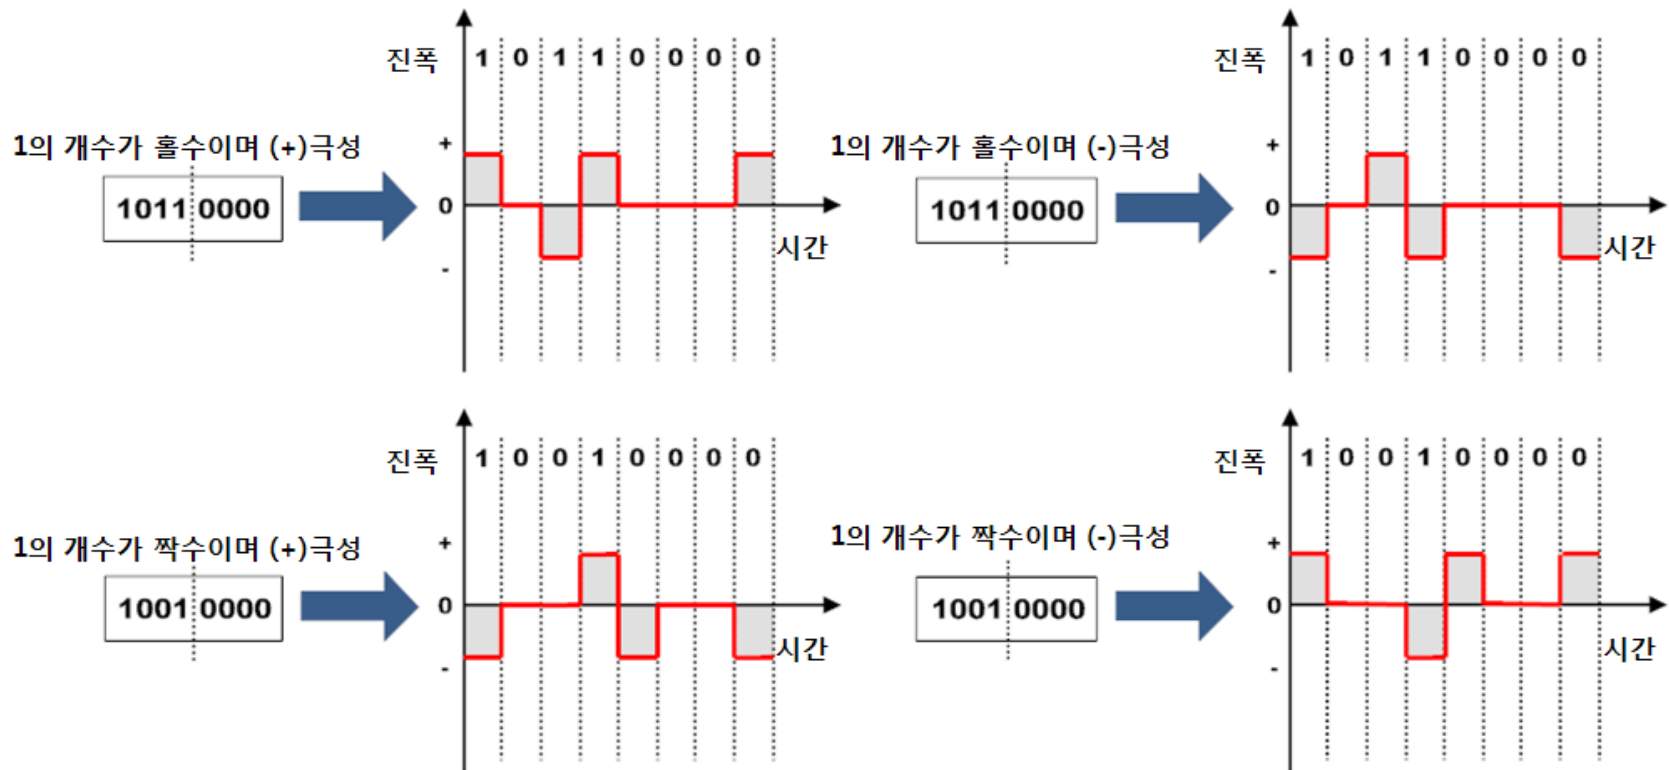 진폭 1 0 1 1 0 0 0 0
1의 개수가 홀수이며 (+)극성
1011 0000
+
0
-
시간
진폭 1 0 1 1 0 0 0 0
1의 개수가 홀수이며 (-)극성
1011 0000
+
0
-
시간
진폭 1 0 0 1 0 0 0 0
1의 개수가 짝수이며 (+)극성
1001 0000
+
0
-
시간
진폭 1 0 0 1 0 0 0 0
1의 개수가 짝수이며 (-)극성
1001 0000
+
0
-
시간